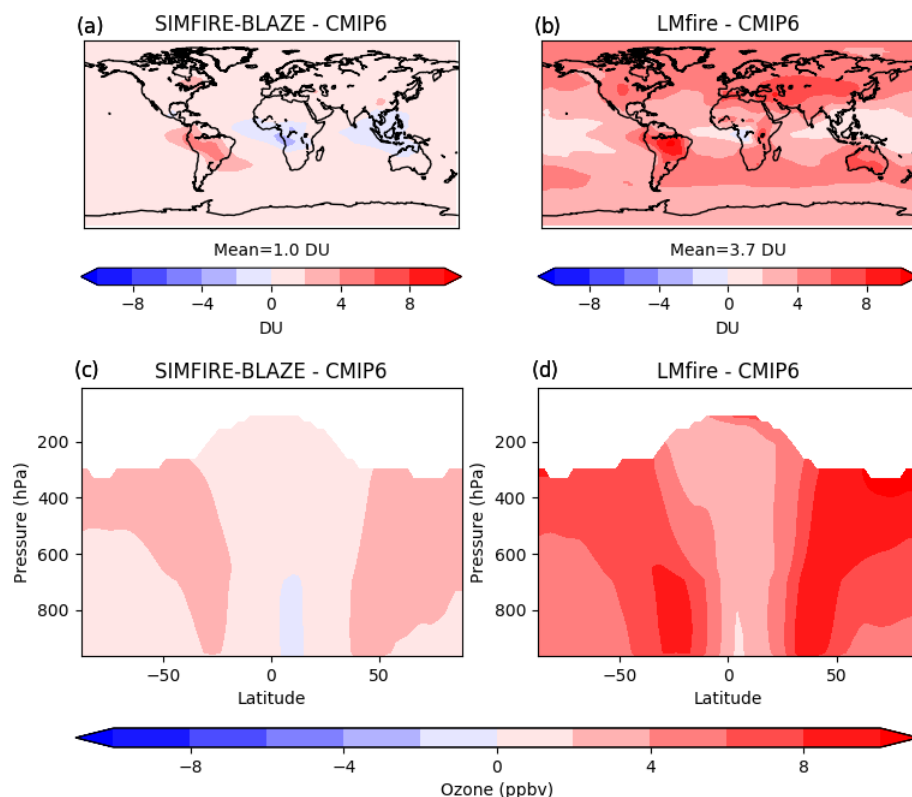 (a) SIMFIRE-BLAZE - CMIP6
(b) LMfire - CMIP6
Mean=1.0 DU
Mean=3.7 DU
−8 −4 0 4 8
DU
−8 −4 0 4 8
DU
(c) SIMFIRE-BLAZE - CMIP6
(d) LMfire - CMIP6
Pressure (hPa)
200
400
600
800
−50 0 50
Latitude
Pressure (hPa)
200
400
600
800
−50 0 50
Latitude
−8 −4 0 4 8
Ozone (ppbv)